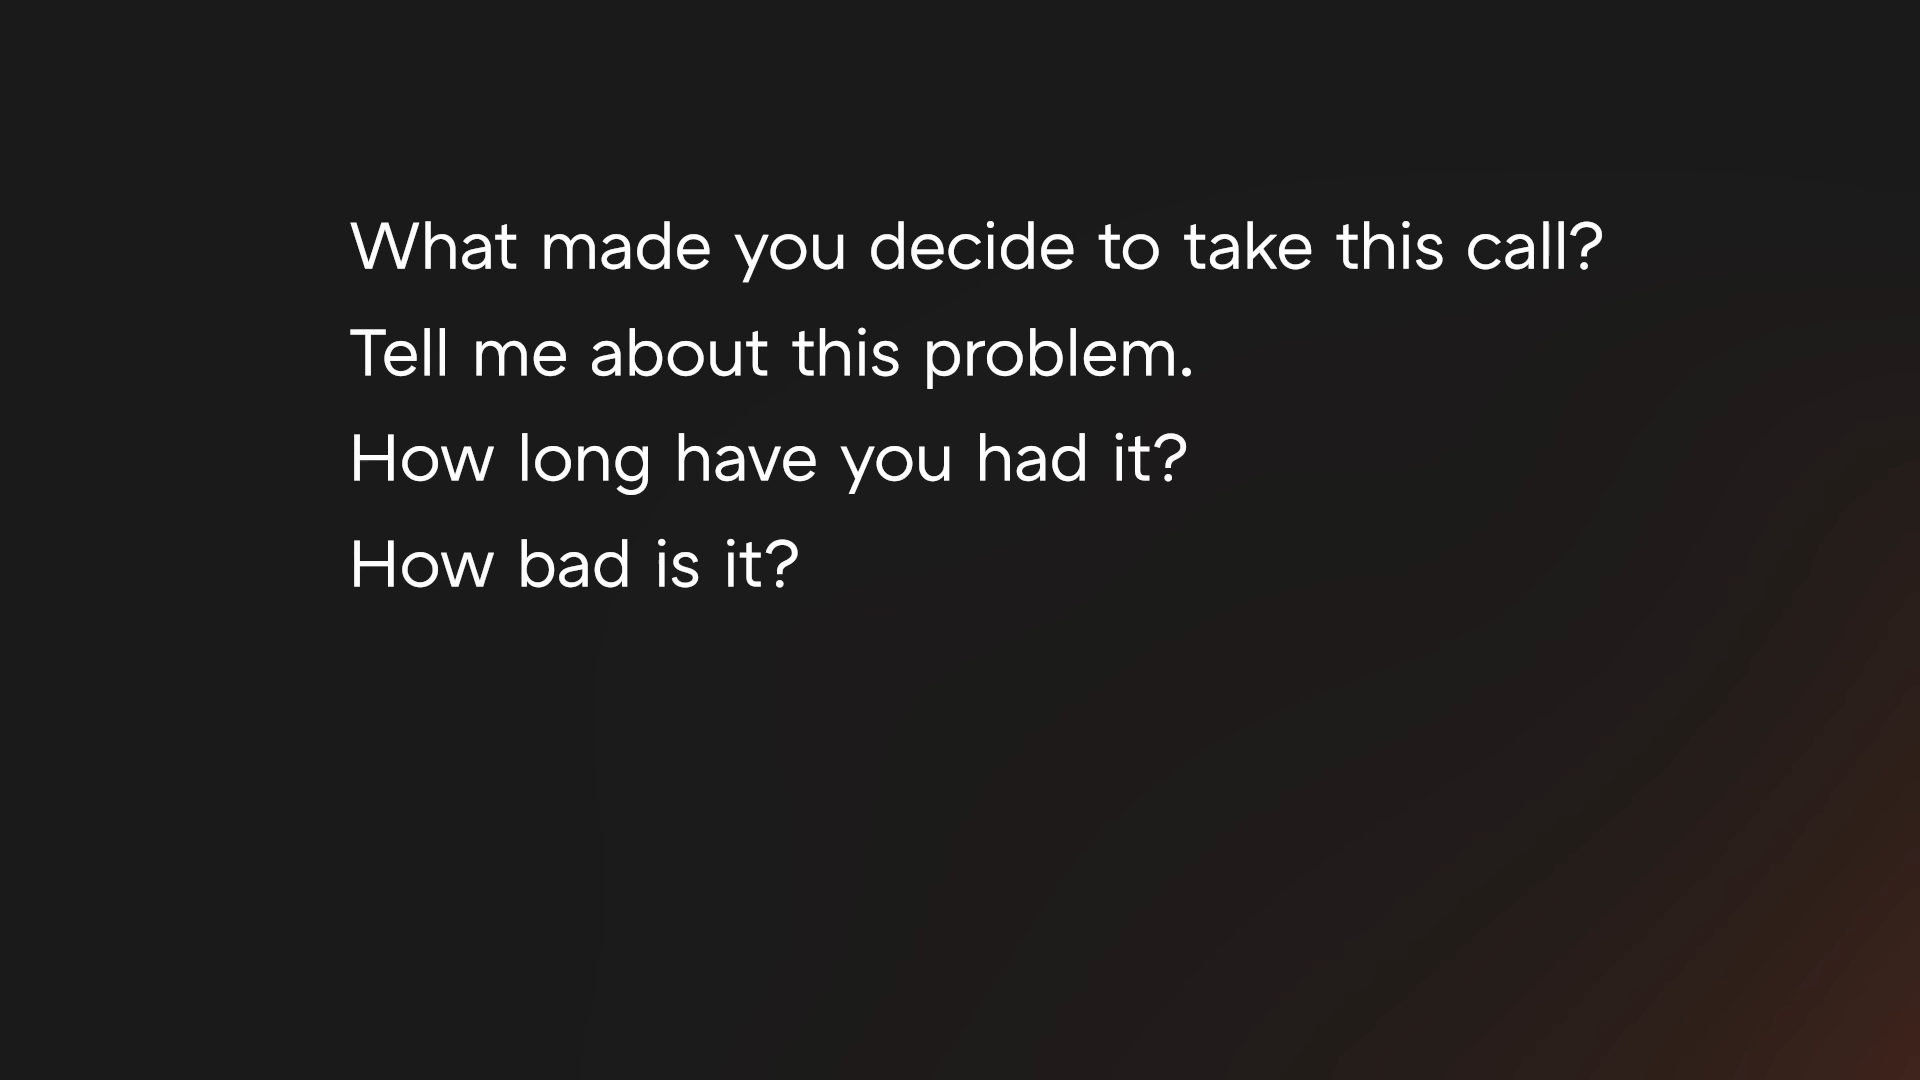 What made you decide to take this call?
Tell me about this problem.
How long have you had it?
How bad is it?